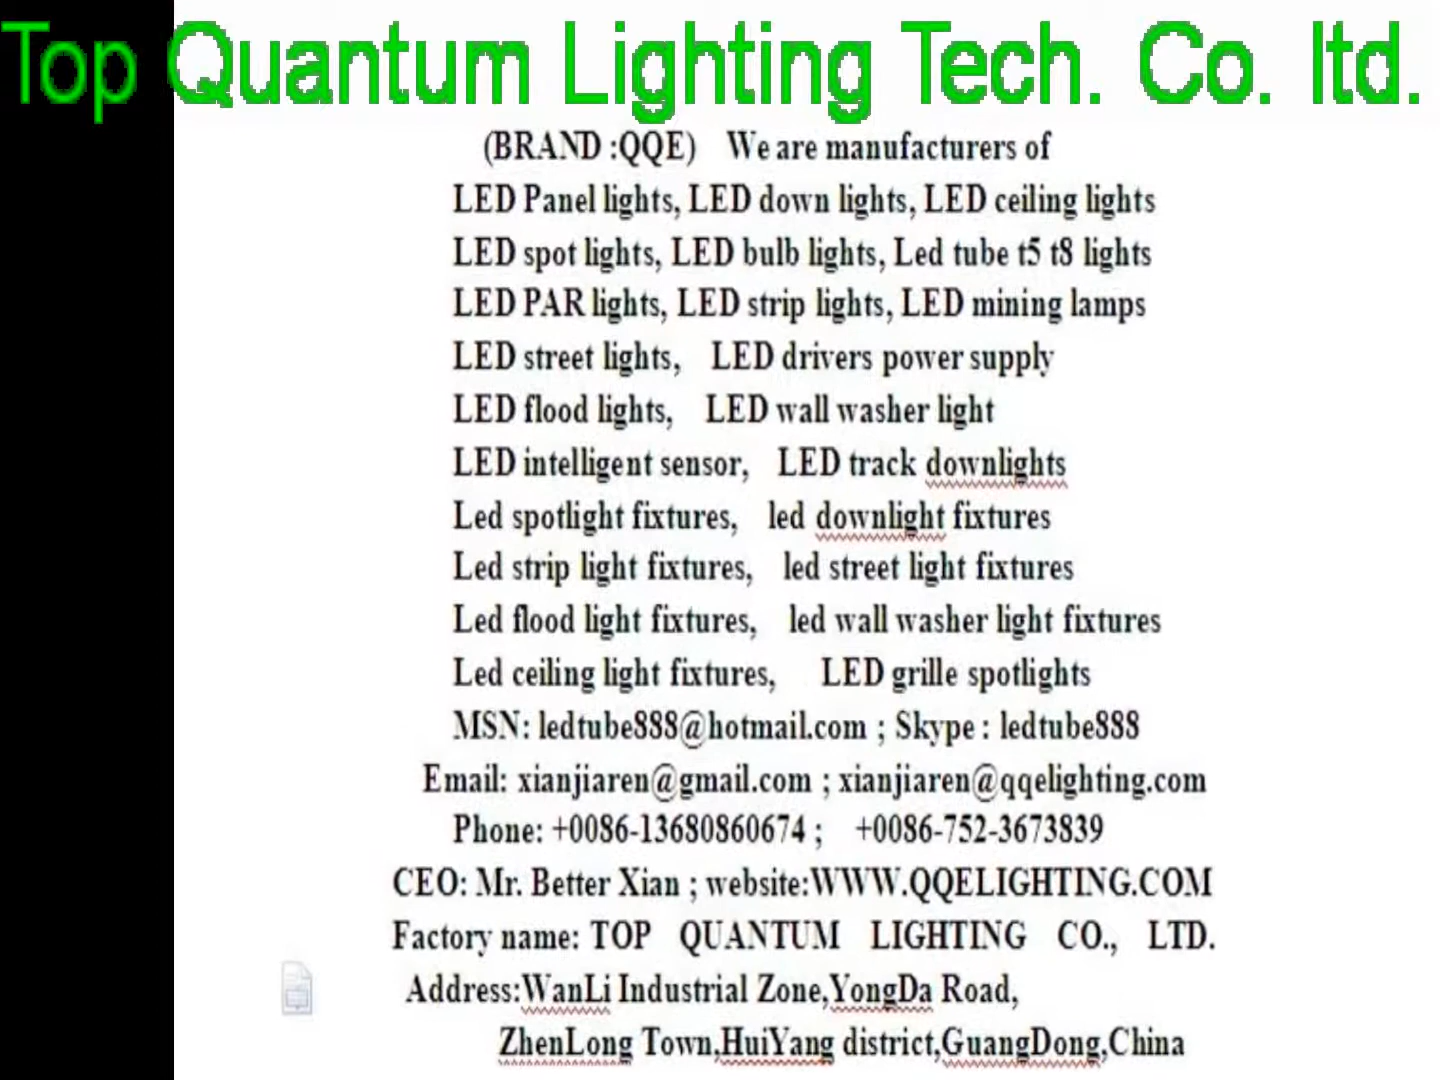 Top Quantum Lighting Tech. Co. ltd.
(BRAND :QQE) We are manufacturers of
LED Panel lights, LED down lights, LED ceiling lights
LED spot lights, LED bulb lights, Led tube t5 t8 lights
LED PAR lights, LED strip lights, LED mining lamps
LED street lights, LED drivers power supply
LED flood lights, LED wall washer light
LED intelligent sensor, LED track downlights
Led spotlight fixtures, led downlight fixtures
Led strip light fixtures, led street light fixtures
Led flood light fixtures, led wall washer light fixtures
Led ceiling light fixtures, LED grille spotlights
MSN: ledtube888@hotmail.com ; Skype : ledtube888
Email: xianjiaren@gmail.com ; xianjiaren@qqelighting.com
Phone: +0086-13680860674 ; +0086-752-3673839
CEO: Mr. Better Xian ; website:WWW.QQELIGHTING.COM
Factory name: TOP QUANTUM LIGHTING CO., LTD.
Address:WanLi Industrial Zone,YongDa Road,
ZhenLong Town,HuiYang district,GuangDong,China